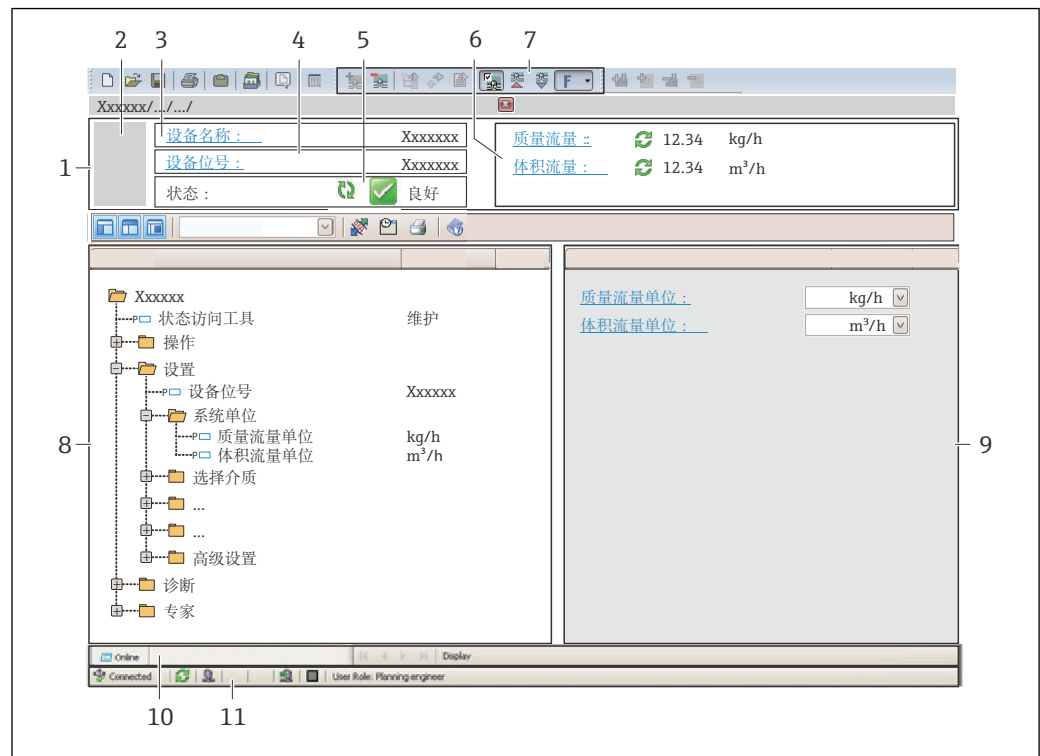 2 3 4 5 6 7
F
Xxxxxx/.../.../
1
设备名称： Xxxxxxx
设备位号： Xxxxxxx
状态： 良好
质量流量：: 12.34 kg/h
体积流量： 12.34 m³/h
8
Xxxxxx
P 状态访问工具 维护
操作
设置
P 设备位号 Xxxxxx
系统单位
P 质量流量单位 kg/h
P 体积流量单位 m³/h
选择介质
...
...
高级设置
诊断
专家
质量流量单位： kg/h
体积流量单位： m³/h
9
Online Display
Connected User Role: Planning engineer
10 11